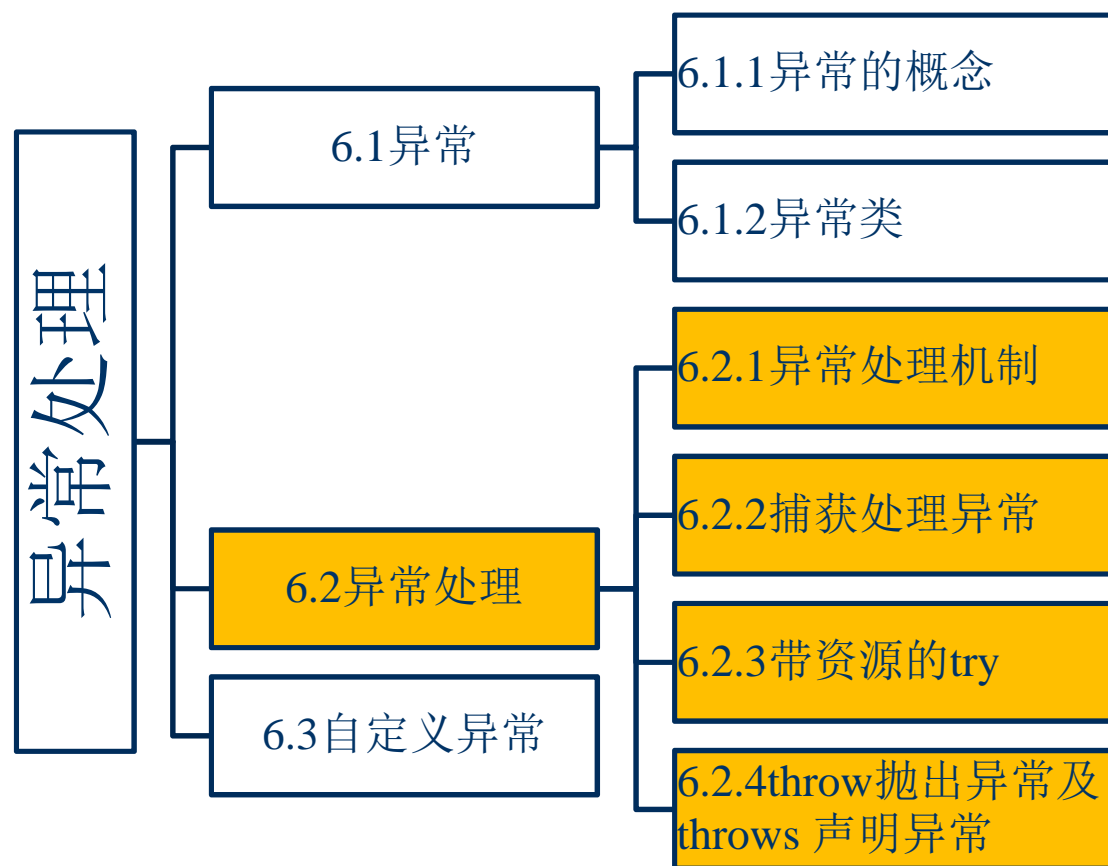 异常处理
6.1异常
6.1.1异常的概念
6.1.2异常类
6.2异常处理
6.2.1异常处理机制
6.2.2捕获处理异常
6.2.3带资源的try
6.2.4throw抛出异常及
throws 声明异常
6.3自定义异常